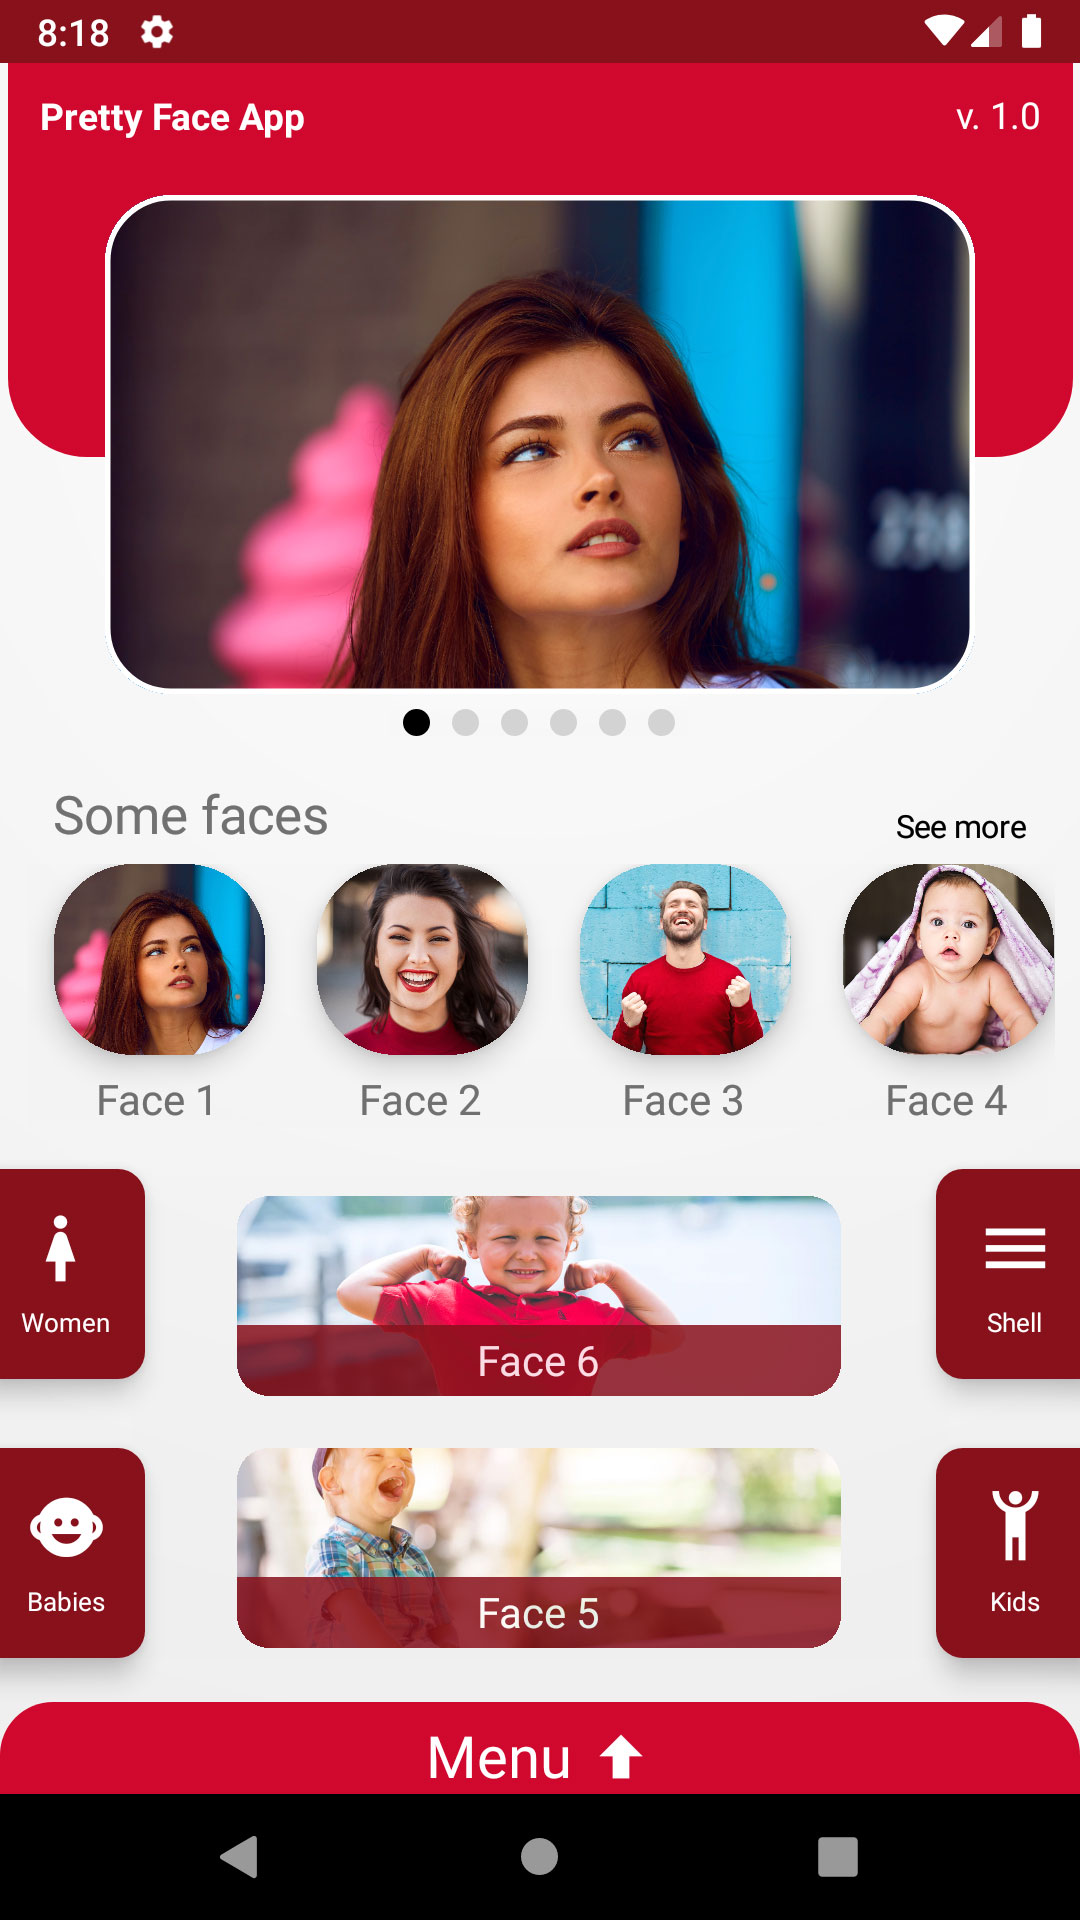 8:18
Pretty Face App
v. 1.0
238
Some faces
See more
Face 1
Face 2
Face 3
Face 4
Women
Face 6
Shell
Babies
Face 5
Kids
Menu